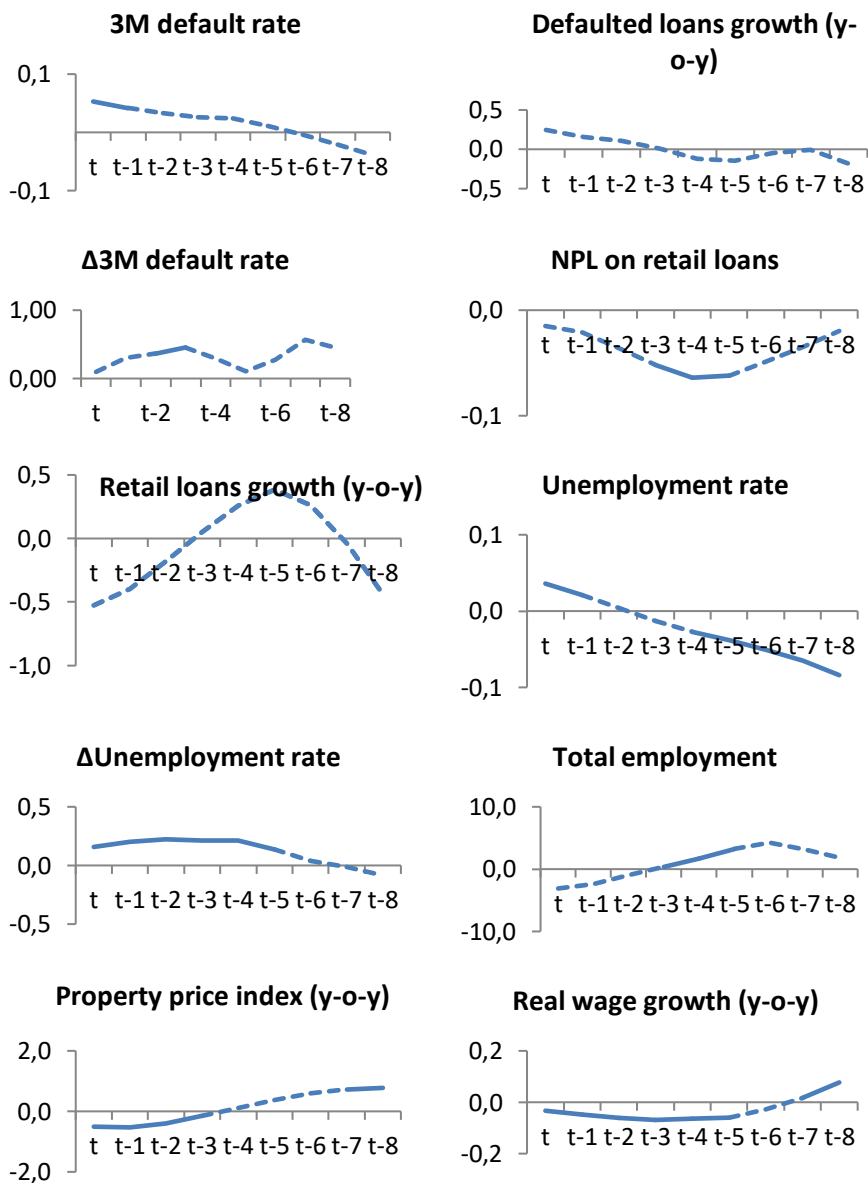 3M default rate
0,1
-0,1
t t-1 t-2 t-3 t-4 t-5 t-6 t-7 t-8
Defaulted loans growth (y-
o-y)
0,5
0,0
-0,5
t t-1 t-2 t-3 t-4 t-5 t-6 t-7 t-8
Δ3M default rate
1,00
0,00
t t-2 t-4 t-6 t-8
NPL on retail loans
0,0
-0,1
t t-1 t-2 t-3 t-4 t-5 t-6 t-7 t-8
Retail loans growth (y-o-y)
0,5
0,0
-0,5
-1,0
t t-1 t-2 t-3 t-4 t-5 t-6 t-7 t-8
Unemployment rate
0,1
0,0
-0,1
t t-1 t-2 t-3 t-4 t-5 t-6 t-7 t-8
ΔUnemployment rate
0,5
0,0
-0,5
t t-1 t-2 t-3 t-4 t-5 t-6 t-7 t-8
Total employment
10,0
0,0
-10,0
t t-1 t-2 t-3 t-4 t-5 t-6 t-7 t-8
Property price index (y-o-y)
2,0
0,0
-2,0
t t-1 t-2 t-3 t-4 t-5 t-6 t-7 t-8
Real wage growth (y-o-y)
0,2
0,0
-0,2
t t-1 t-2 t-3 t-4 t-5 t-6 t-7 t-8